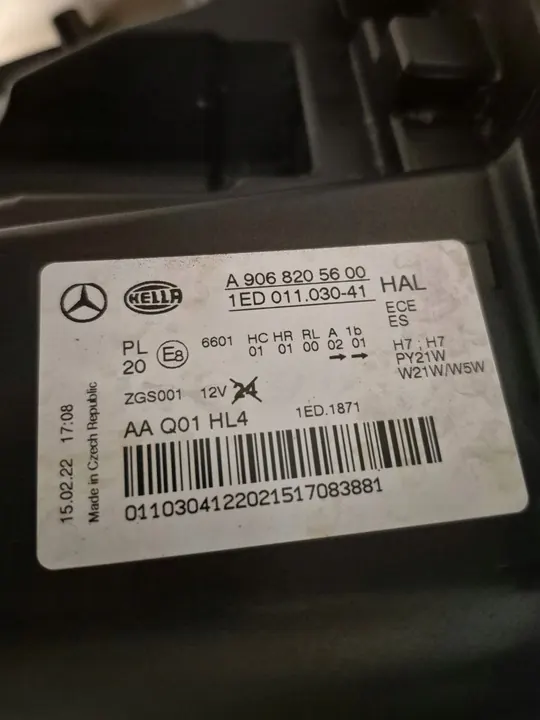 HELLA
A 906 820 56 00
1ED 011.030-41
HAL
ECE
ES
PL
20
E8
6601
HC HR RL A 1b
01 01 00 02 01
H7 ; H7
PY21W
W21W/W5W
ZGS001 12V 24
AA Q01 HL4
1ED.1871
0110304122021517083881
15.02.22 17:08
Made in Czech Republic